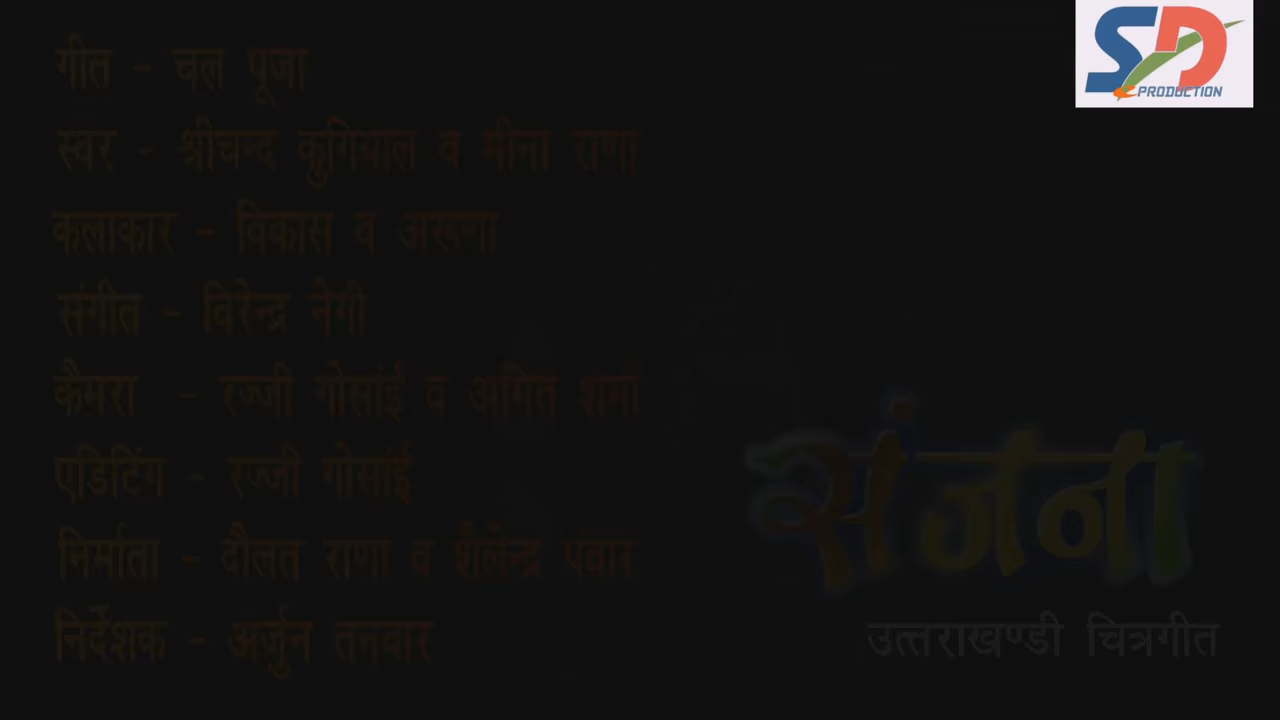 SD
PRODUCTION
गीत - चल पूजा
स्वर - श्रीचन्द कुगियाल व मीना राणा
कलाकार - विकास व अरूणा
संगीत - विरेन्द्र नेगी
कैमरा - रज्जी गोसांई व अमित शर्मा
एडिटिंग - रज्जी गोसांई
निर्माता - दौलत राणा व शैलेन्द्र पंवार
निर्देशक - अर्जुन तनवार
संजना
उत्तराखण्डी चित्रगीत